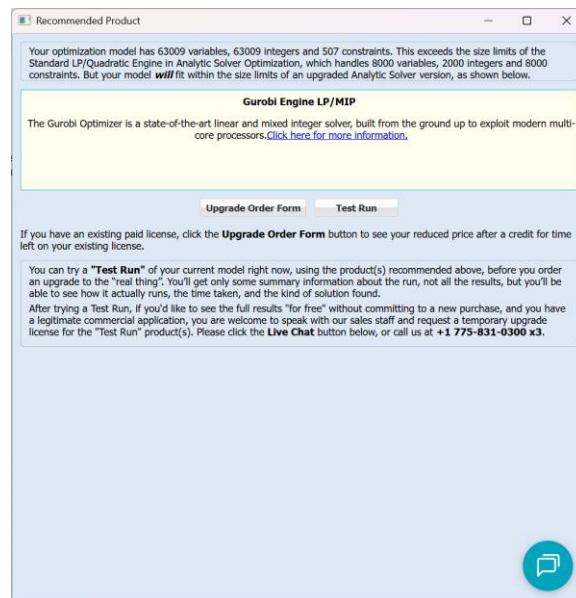 Recommended Product
Your optimization model has 63009 variables, 63009 integers and 507 constraints. This exceeds the size limits of the
Standard LP/Quadratic Engine in Analytic Solver Optimization, which handles 8000 variables, 2000 integers and 8000
constraints. But your model will fit within the size limits of an upgraded Analytic Solver version, as shown below.
Gurobi Engine LP/MIP
The Gurobi Optimizer is a state-of-the-art linear and mixed integer solver, built from the ground up to exploit modern multi-
core processors.Click here for more information.
Upgrade Order Form Test Run
If you have an existing paid license, click the Upgrade Order Form button to see your reduced price after a credit for time
left on your existing license.
You can try a "Test Run" of your current model right now, using the product(s) recommended above, before you order
an upgrade to the "real thing". You'll get only some summary information about the run, not all the results, but you'll be
able to see how it actually runs, the time taken, and the kind of solution found.
After trying a Test Run, if you'd like to see the full results "for free" without committing to a new purchase, and you have
a legitimate commercial application, you are welcome to speak with our sales staff and request a temporary upgrade
license for the "Test Run" product(s). Please click the Live Chat button below, or call us at +1 775-831-0300 x3.